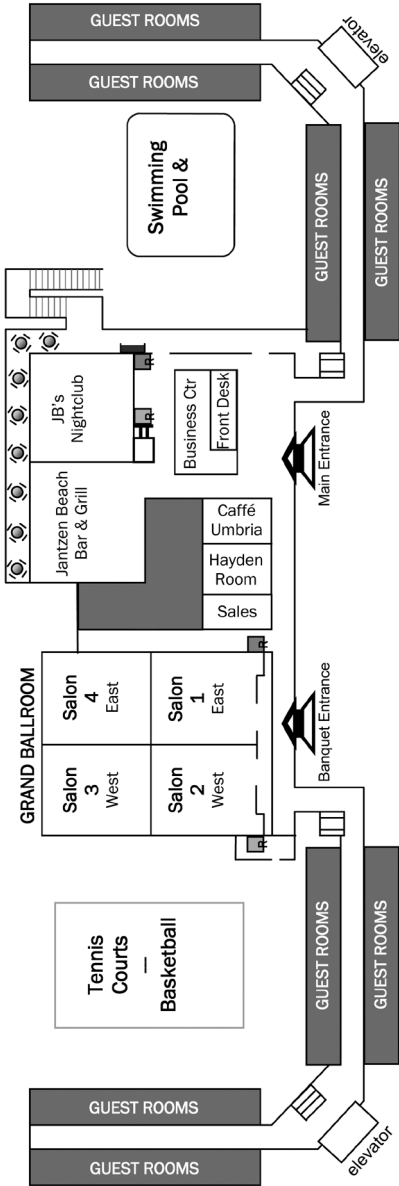 GUEST ROOMS
GUEST ROOMS
elevator
Swimming
Pool &
GUEST ROOMS
GUEST ROOMS
JB's
Nightclub
R
R
Business Ctr
Front Desk
Jantzen Beach
Bar & Grill
Main Entrance
Caffé
Umbria
Hayden
Room
Sales
GRAND BALLROOM
Salon
4
East
Salon
1
East
R
Salon
3
West
Salon
2
West
R
Banquet Entrance
Tennis
Courts
—
Basketball
GUEST ROOMS
GUEST ROOMS
GUEST ROOMS
GUEST ROOMS
elevator